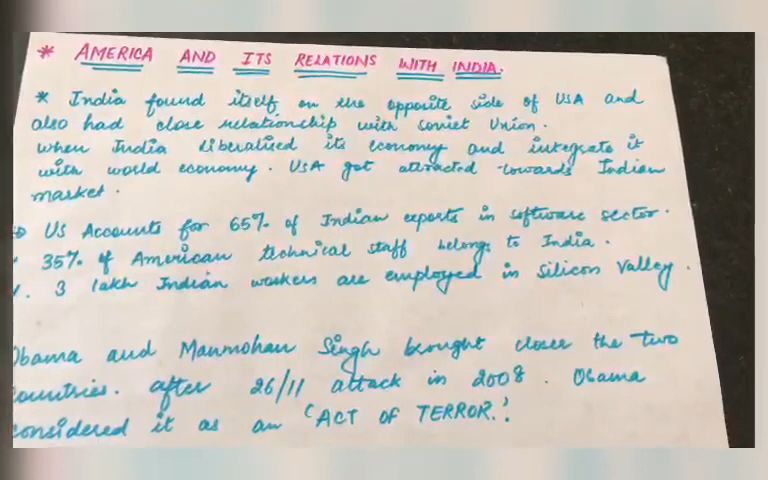 * AMERICA AND ITS RELATIONS WITH INDIA.
* India found itself on the opposite side of USA and
also had close relationship with soviet Union.
when India liberalised its economy and integrate it
with world economy. USA got attracted towards Indian
market.
US Accounts for 65% of Indian exports in software sector.
35% of American technical staff belongs to India.
3 lakh Indian workers are employed in Silicon Valley.
Obama and Manmohan Singh brought closer the two
countries. after 26/11 attack in 2008. Obama
considered it as an 'ACT OF TERROR.'